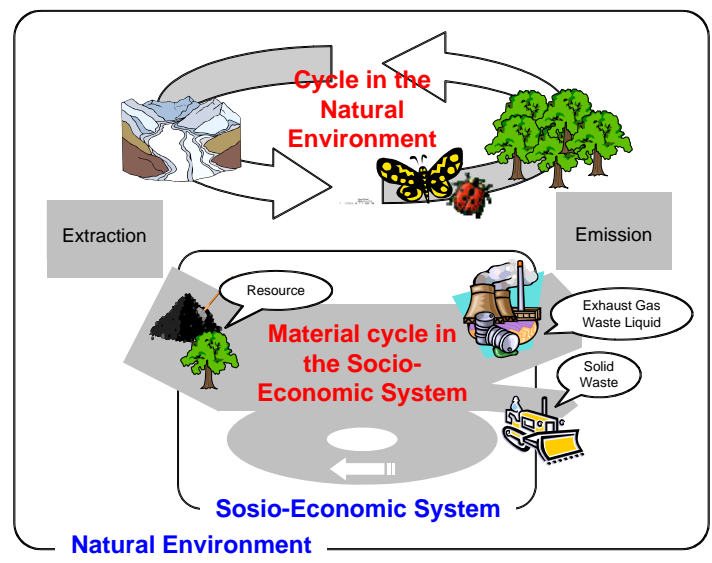 Cycle in the
Natural
Environment
Extraction
Emission
Resource
Exhaust Gas
Waste Liquid
Material cycle in
the Socio-
Economic System
Solid
Waste
Sosio-Economic System
Natural Environment